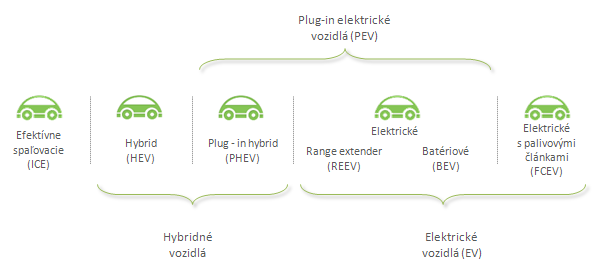 Plug-in elektrické
vozidlá (PEV)
Efektívne
spaľovacie
(ICE)
Hybrid
(HEV)
Plug - in hybrid
(PHEV)
Elektrické
Range extender
(REEV)
Batériové
(BEV)
Elektrické
s palivovými
článkami
(FCEV)
Hybridné
vozidlá
Elektrické
vozidlá (EV)